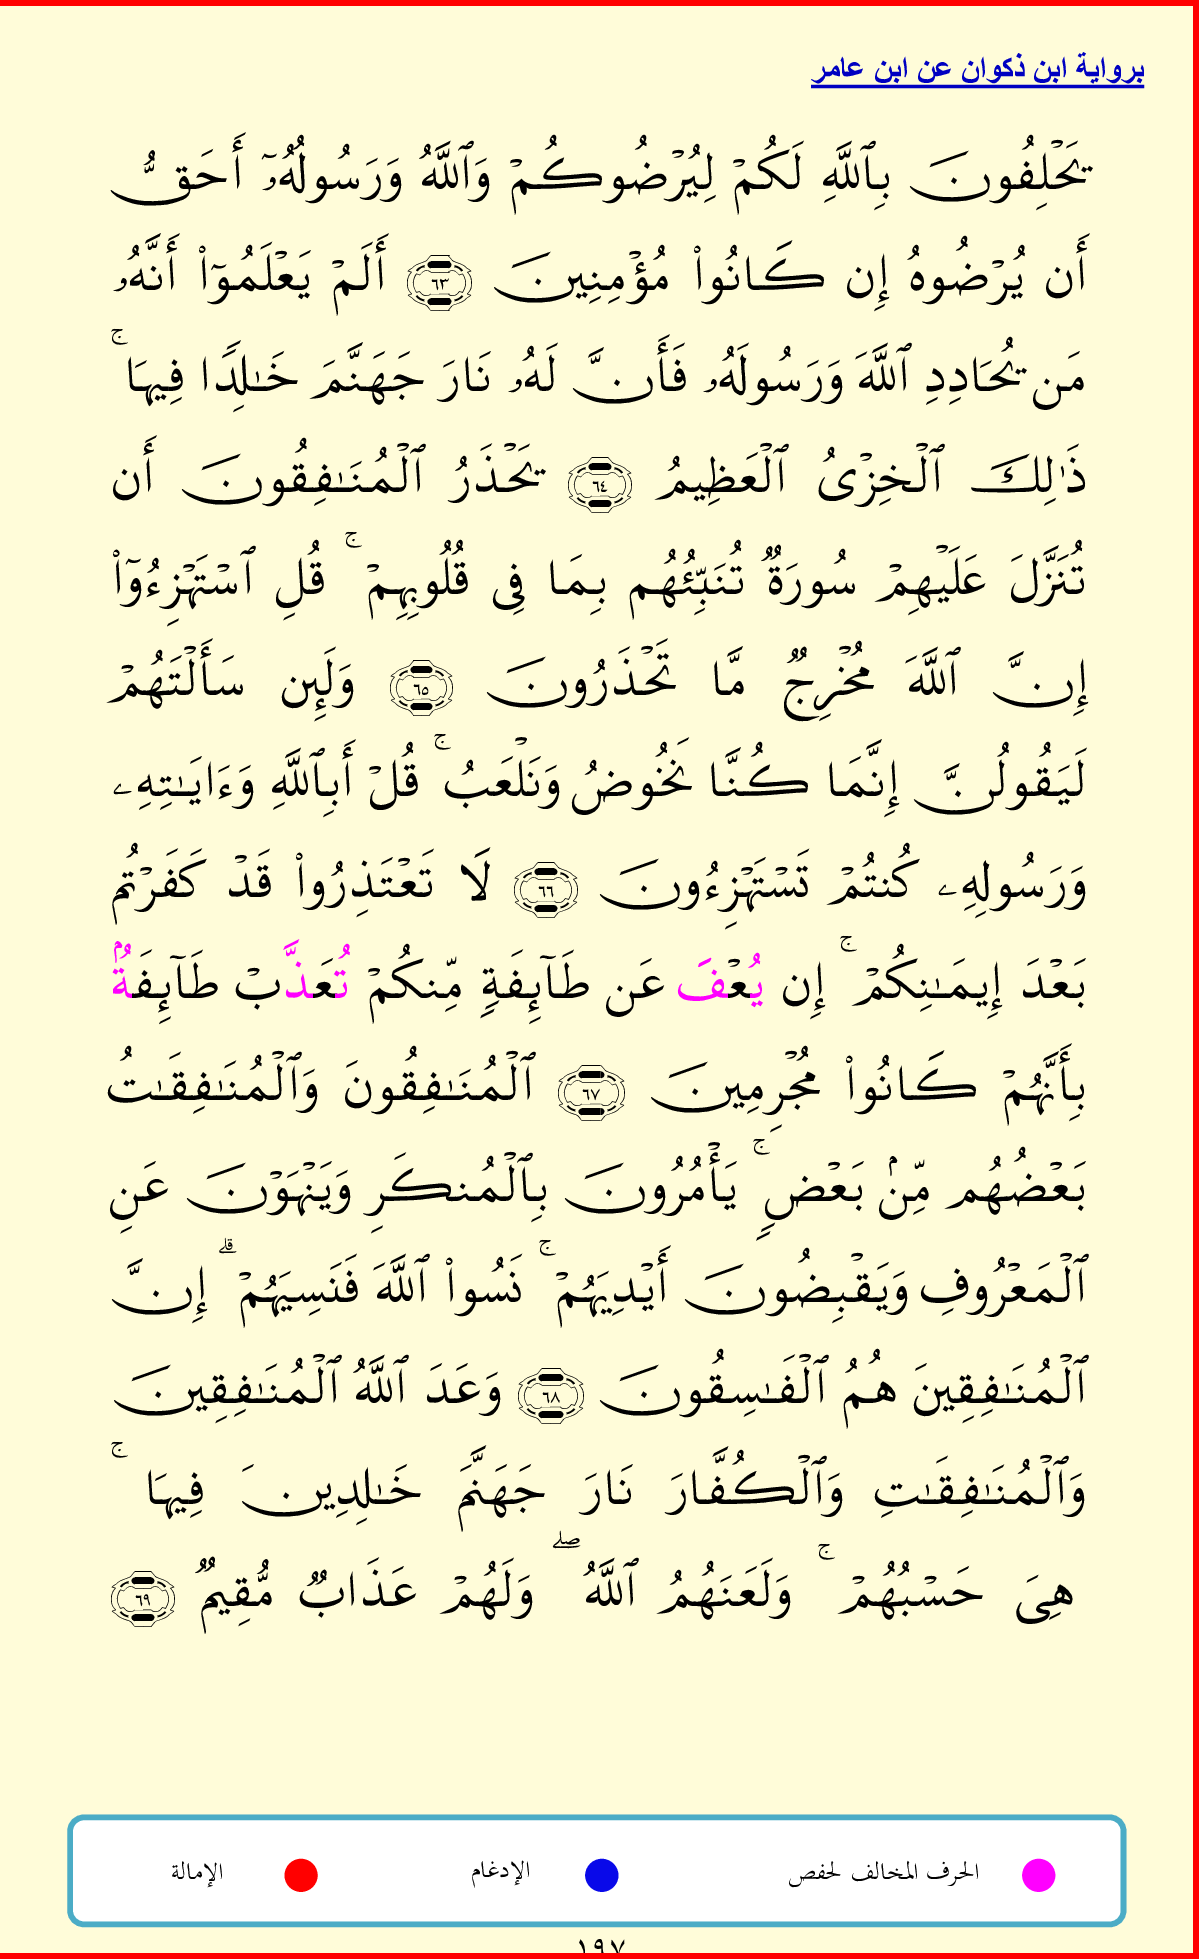 برواية ابن ذكوان عن ابن عامر
يَحۡلِفُونَ بِٱللَّهِ لَكُمۡ لِيُرۡضُوكُمۡ وَٱللَّهُ وَرَسُولُهُۥٓ أَحَقُّ
أَن يُرۡضُوهُ إِن كَانُواْ مُؤۡمِنِينَ ٦٣ أَلَمۡ يَعۡلَمُوٓاْ أَنَّهُۥ
مَن يُحَادِدِ ٱللَّهَ وَرَسُولَهُۥ فَأَنَّ لَهُۥ نَارَ جَهَنَّمَ خَٰلِدًا فِيهَاۚ
ذَٰلِكَ ٱلۡخِزۡيُ ٱلۡعَظِيمُ ٦٤ يَحۡذَرُ ٱلۡمُنَٰفِقُونَ أَن
تُنَزَّلَ عَلَيۡهِمۡ سُورَةٌ تُنَبِّئُهُم بِمَا فِي قُلُوبِهِمۡۚ قُلِ ٱسۡتَهۡزِءُوٓاْ
إِنَّ ٱللَّهَ مُخۡرِجٌ مَّا تَحۡذَرُونَ ٦٥ وَلَئِن سَأَلۡتَهُمۡ
لَيَقُولُنَّ إِنَّمَا كُنَّا نَخُوضُ وَنَلۡعَبُۚ قُلۡ أَبِٱللَّهِ وَءَايَٰتِهِۦ
وَرَسُولِهِۦ كُنتُمۡ تَسۡتَهۡزِءُونَ ٦٦ لَا تَعۡتَذِرُواْ قَدۡ كَفَرۡتُم
بَعۡدَ إِيمَٰنِكُمۡۚ إِن يُعۡفَ عَن طَآئِفَةٍ مِّنكُمۡ تُعَذَّبۡ طَآئِفَةُۢ
بِأَنَّهُمۡ كَانُواْ مُجۡرِمِينَ ٦٧ ٱلۡمُنَٰفِقُونَ وَٱلۡمُنَٰفِقَٰتُ
بَعۡضُهُم مِّنۢ بَعۡضٍۚ يَأۡمُرُونَ بِٱلۡمُنكَرِ وَيَنۡهَوۡنَ عَنِ
ٱلۡمَعۡرُوفِ وَيَقۡبِضُونَ أَيۡدِيَهُمۡۚ نَسُواْ ٱللَّهَ فَنَسِيَهُمۡۗ إِنَّ
ٱلۡمُنَٰفِقِينَ هُمُ ٱلۡفَٰسِقُونَ ٦٨ وَعَدَ ٱللَّهُ ٱلۡمُنَٰفِقِينَ
وَٱلۡمُنَٰفِقَٰتِ وَٱلۡكُفَّارَ نَارَ جَهَنَّمَ خَٰلِدِينَ فِيهَاۚ
هِيَ حَسۡبُهُمۡۚ وَلَعَنَهُمُ ٱللَّهُۖ وَلَهُمۡ عَذَابٌ مُّقِيمٌ ٦٩
الحرف المخالف لحفص الإدغام الإمالة
١٩٧